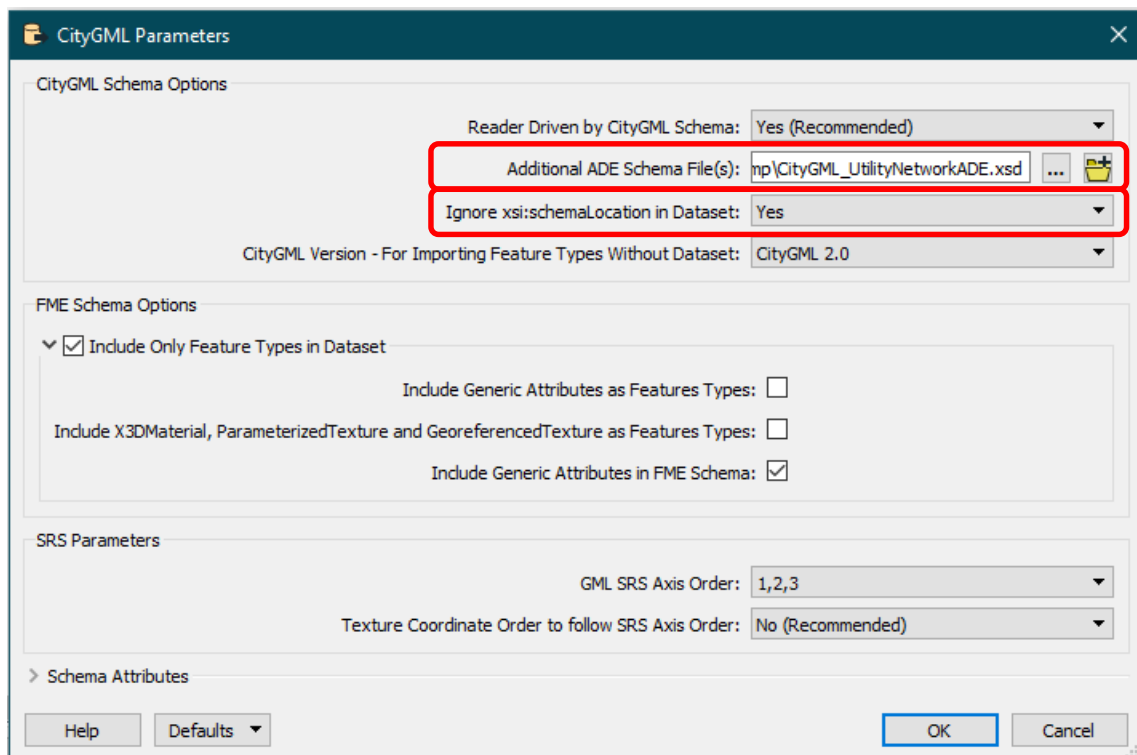 CityGML Parameters
CityGML Schema Options
Reader Driven by CityGML Schema: Yes (Recommended)
Additional ADE Schema File(s): mp\CityGML_UtilityNetworkADE.xsd ...
Ignore xsi:schemaLocation in Dataset: Yes
CityGML Version - For Importing Feature Types Without Dataset: CityGML 2.0
FME Schema Options
Include Only Feature Types in Dataset
Include Generic Attributes as Features Types:
Include X3DMaterial, ParameterizedTexture and GeoreferencedTexture as Features Types:
Include Generic Attributes in FME Schema:
SRS Parameters
GML SRS Axis Order: 1,2,3
Texture Coordinate Order to follow SRS Axis Order: No (Recommended)
Schema Attributes
Help Defaults OK Cancel